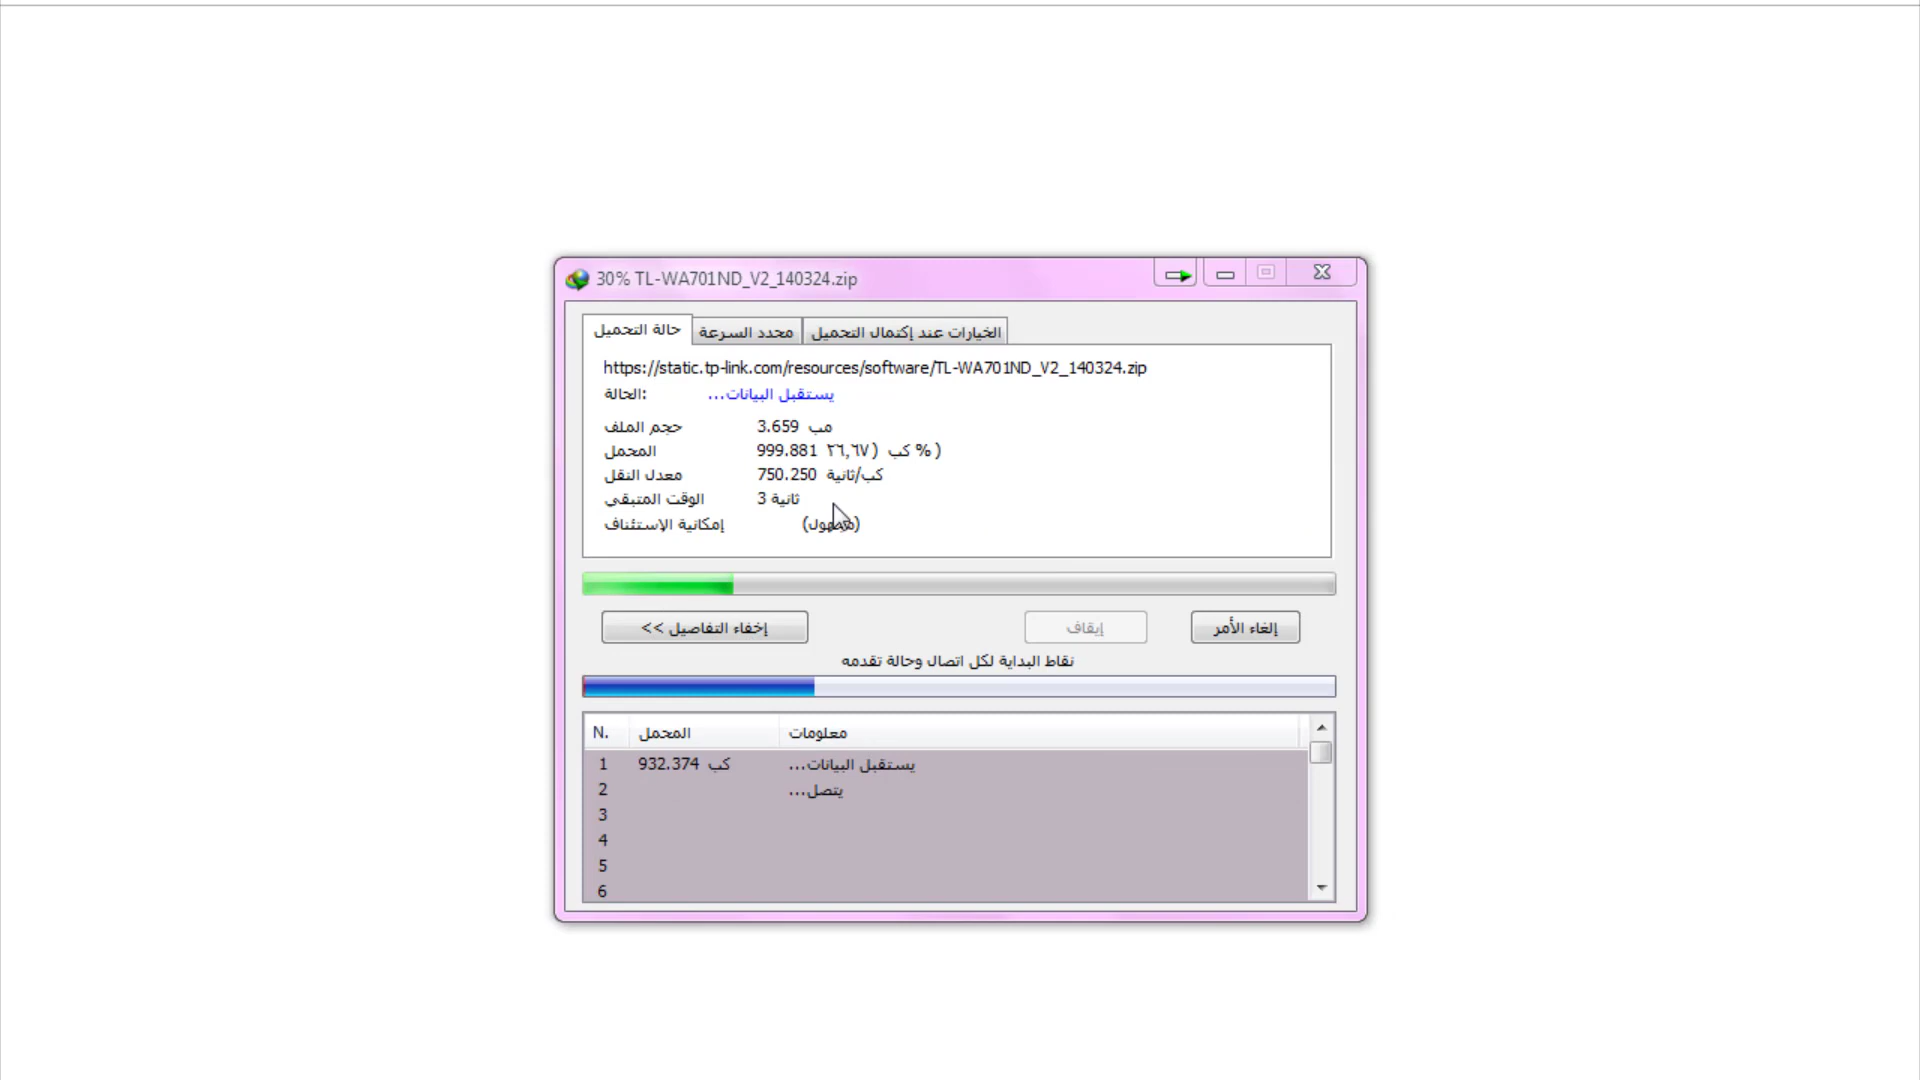 30% TL-WA701ND_V2_140324.zip
حالة التحميل
محدد السرعة
الخيارات عند إكتمال التحميل
https://static.tp-link.com/resources/software/TL-WA701ND_V2_140324.zip
الحالة: يستقبل البيانات...
حجم الملف 3.659 مب
المحمل 999.881 كب (٢٦,٦٧ %)
معدل النقل 750.250 كب/ثانية
الوقت المتبقي 3 ثانية
إمكانية الإستئناف
إخفاء التفاصيل >>
إيقاف
إلغاء الأمر
نقاط البداية لكل اتصال وحالة تقدمه
N. المحمل معلومات
1 932.374 كب يستقبل البيانات...
2 يتصل...
3
4
5
6